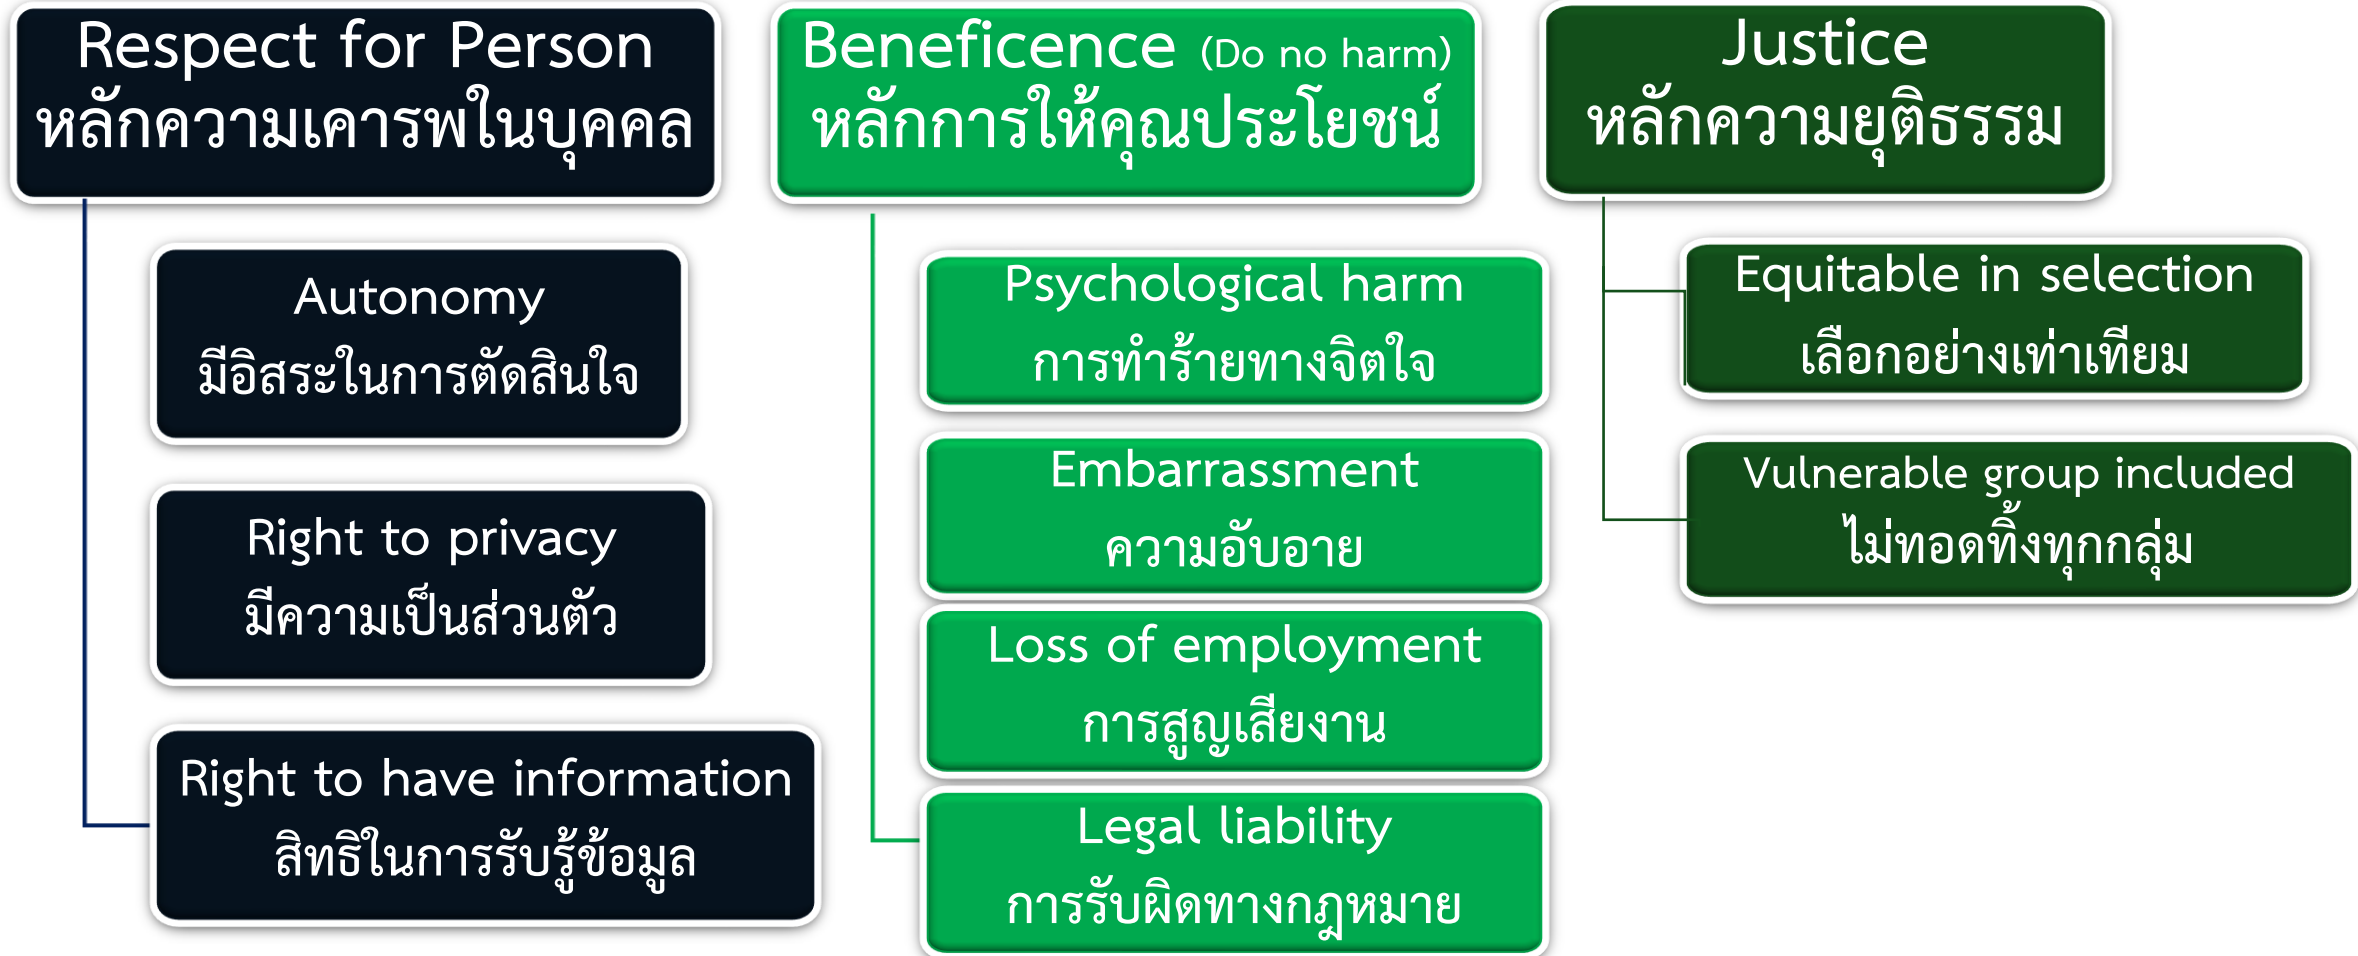 Respect for Person
หลักความเคารพในบุคคล
Autonomy
มีอิสระในการตัดสินใจ
Right to privacy
มีความเป็นส่วนตัว
Right to have information
สิทธิในการรับรู้ข้อมูล
Beneficence (Do no harm)
หลักการให้คุณประโยชน์
Psychological harm
การทำร้ายทางจิตใจ
Embarrassment
ความอับอาย
Loss of employment
การสูญเสียงาน
Legal liability
การรับผิดทางกฎหมาย
Justice
หลักความยุติธรรม
Equitable in selection
เลือกอย่างเท่าเทียม
Vulnerable group included
ไม่ทอดทิ้งทุกกลุ่ม